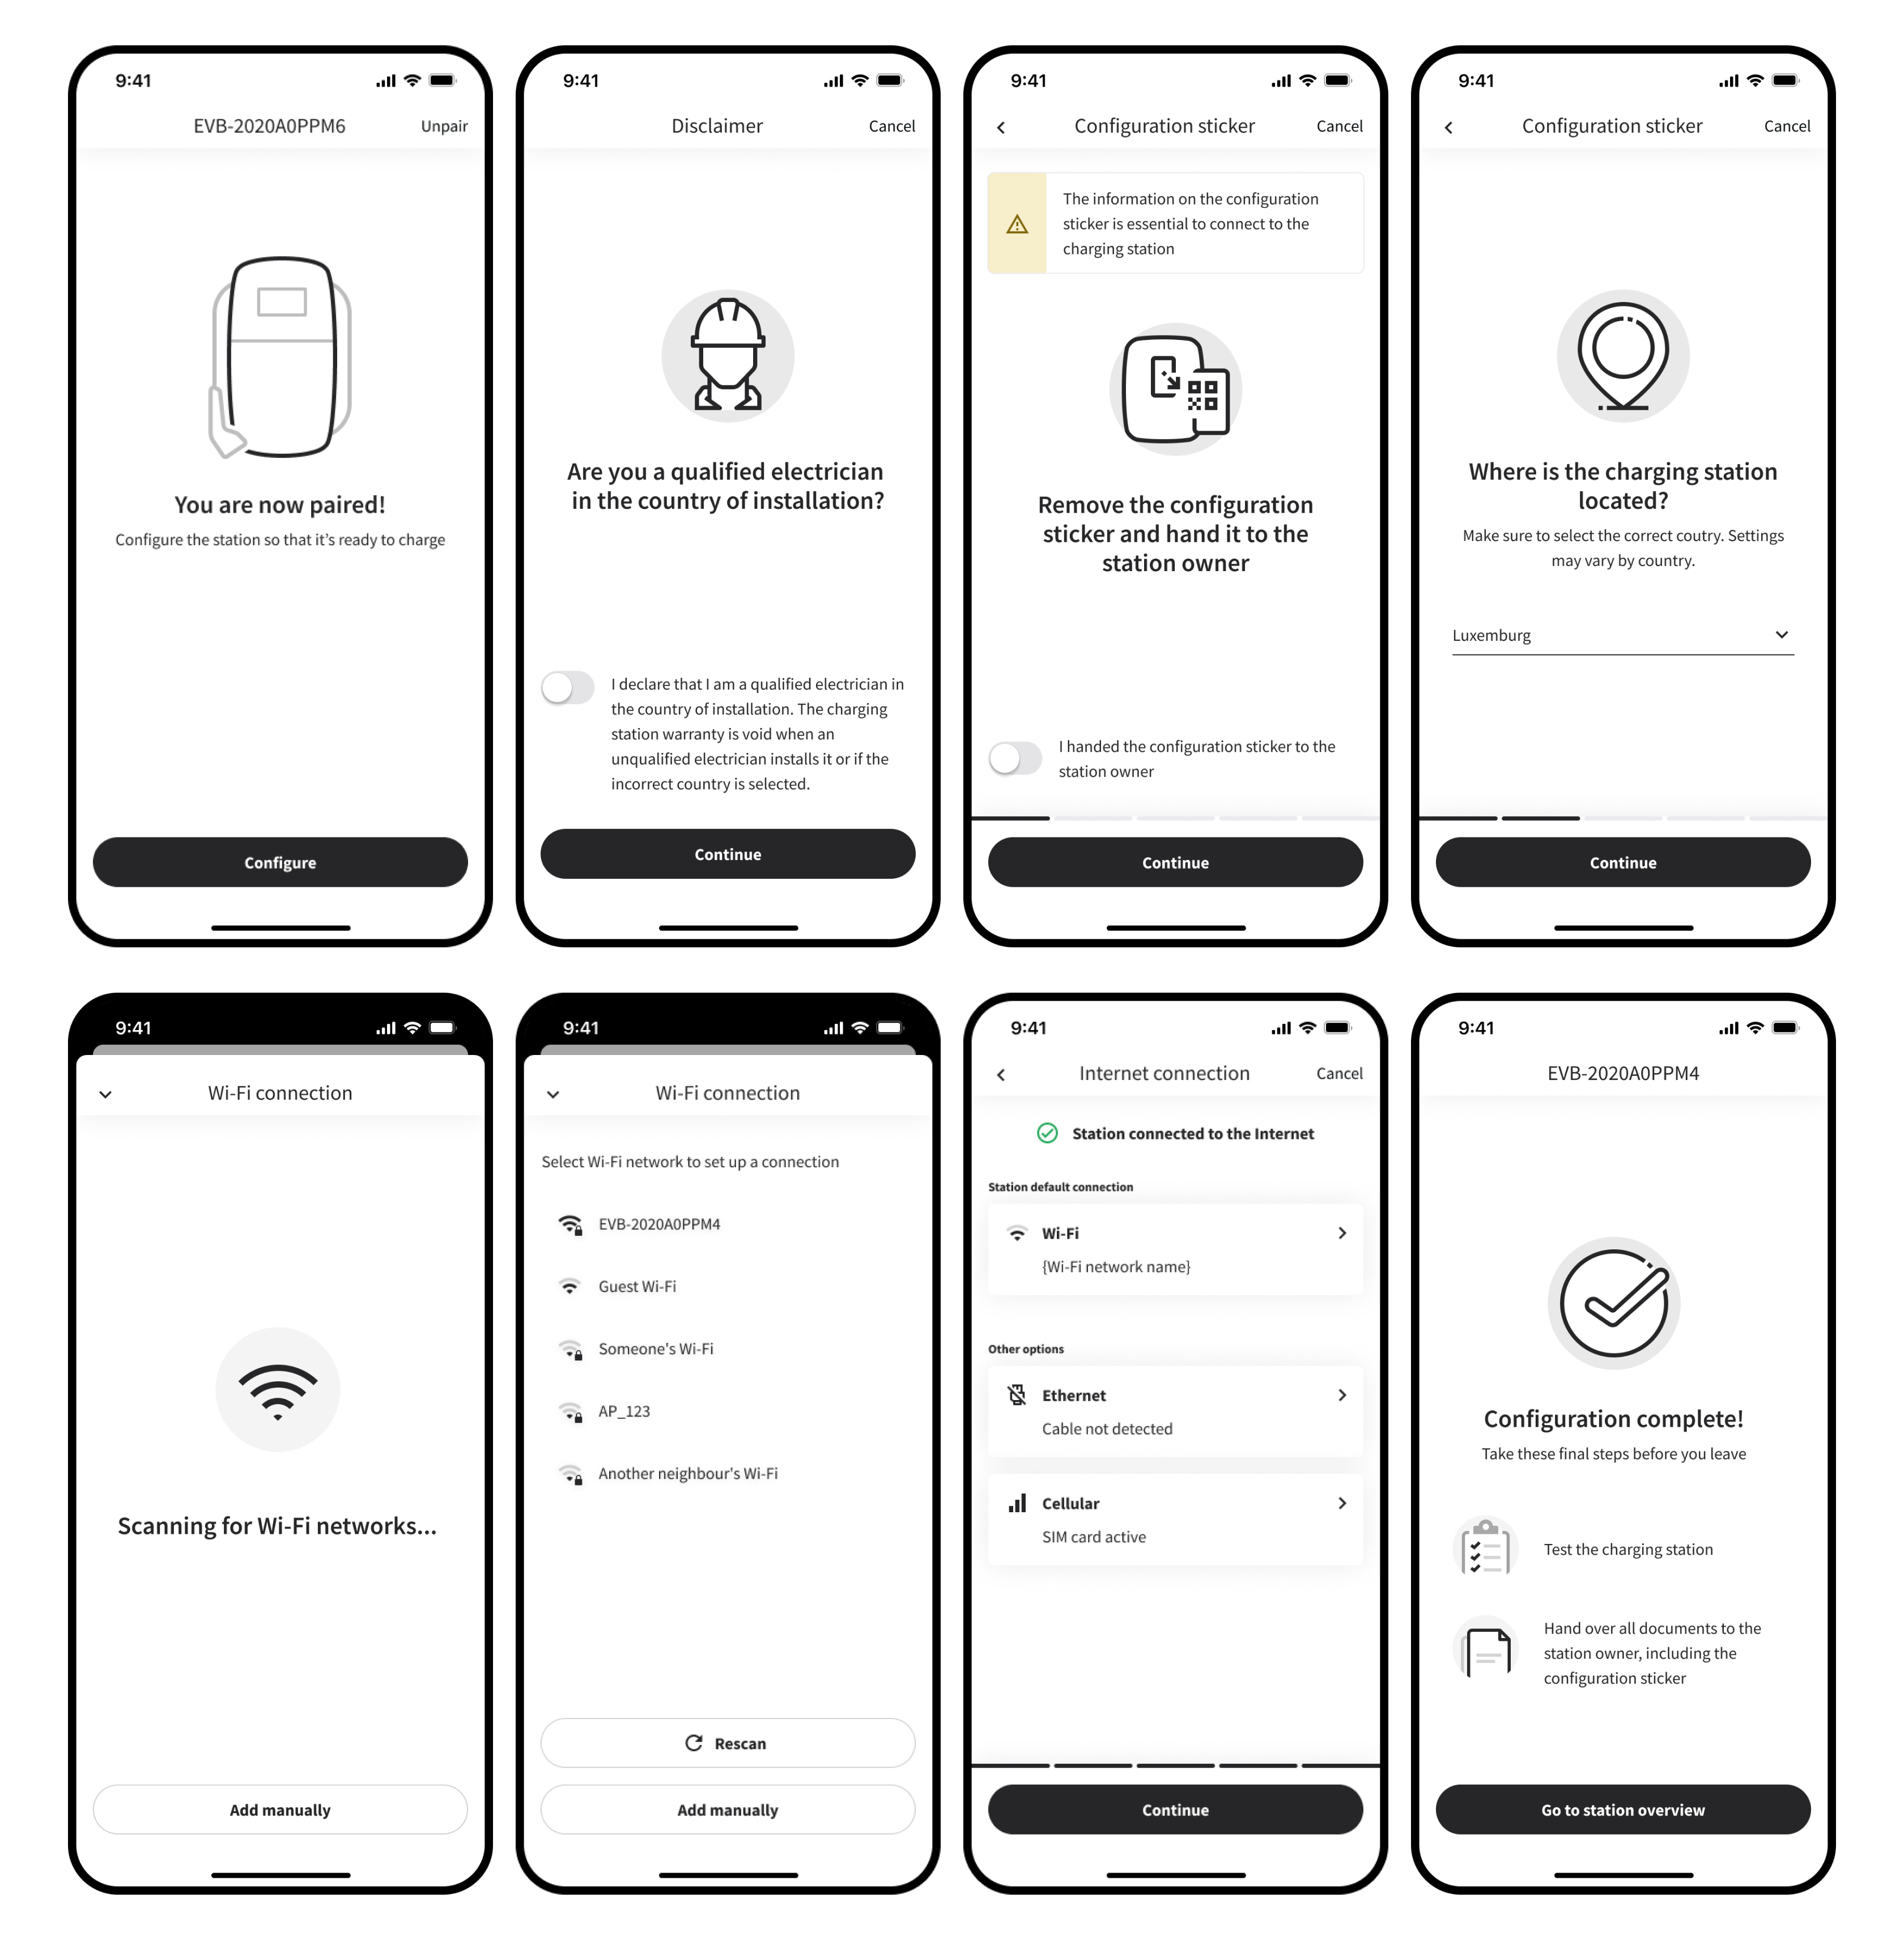 9:41
EVB-2020A0PPM6
Unpair
You are now paired!
Configure the station so that it’s ready to charge
Configure
9:41
Disclaimer
Cancel
Are you a qualified electrician
in the country of installation?
I declare that I am a qualified electrician in
the country of installation. The charging
station warranty is void when an
unqualified electrician installs it or if the
incorrect country is selected.
Continue
9:41
Configuration sticker
Cancel
The information on the configuration
sticker is essential to connect to the
charging station
Remove the configuration
sticker and hand it to the
station owner
I handed the configuration sticker to the
station owner
Continue
9:41
Configuration sticker
Cancel
Where is the charging station
located?
Make sure to select the correct coutry. Settings
may vary by country.
Luxemburg
Continue
9:41
Wi-Fi connection
Scanning for Wi-Fi networks...
Add manually
9:41
Wi-Fi connection
Select Wi-Fi network to set up a connection
EVB-2020A0PPM4
Guest Wi-Fi
Someone's Wi-Fi
AP_123
Another neighbour's Wi-Fi
Rescan
Add manually
9:41
Internet connection
Cancel
Station connected to the Internet
Station default connection
Wi-Fi
{Wi-Fi network name}
Other options
Ethernet
Cable not detected
Cellular
SIM card active
Continue
9:41
EVB-2020A0PPM4
Configuration complete!
Take these final steps before you leave
Test the charging station
Hand over all documents to the
station owner, including the
configuration sticker
Go to station overview